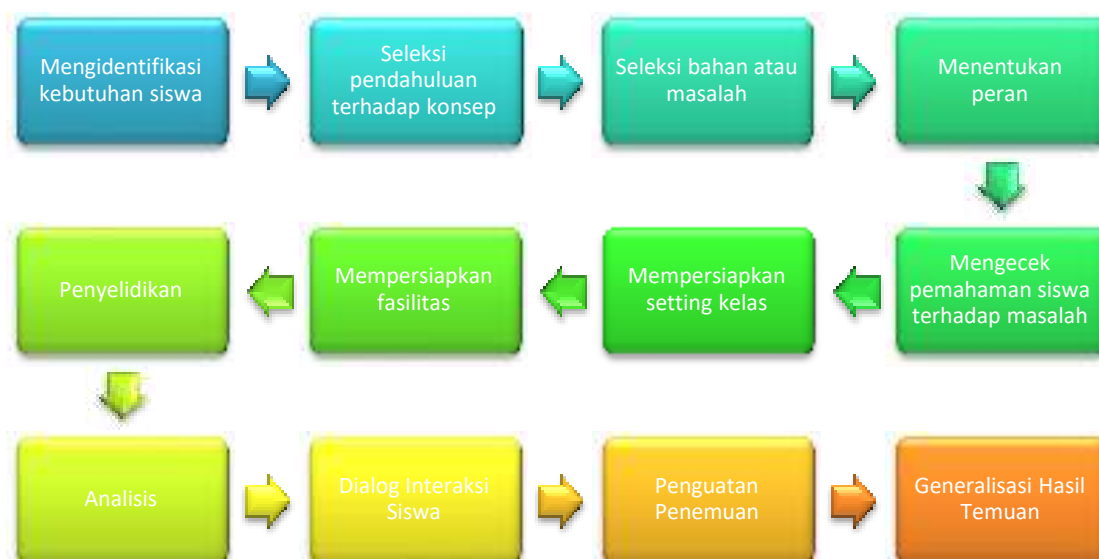 Mengidentifikasi
kebutuhan siswa
Seleksi
pendahuluan
terhadap konsep
Seleksi bahan atau
masalah
Menentukan
peran
Mengecek
pemahaman siswa
terhadap masalah
Mempersiapkan
setting kelas
Mempersiapkan
fasilitas
Penyelidikan
Analisis
Dialog Interaksi
Siswa
Penguatan
Penemuan
Generalisasi Hasil
Temuan